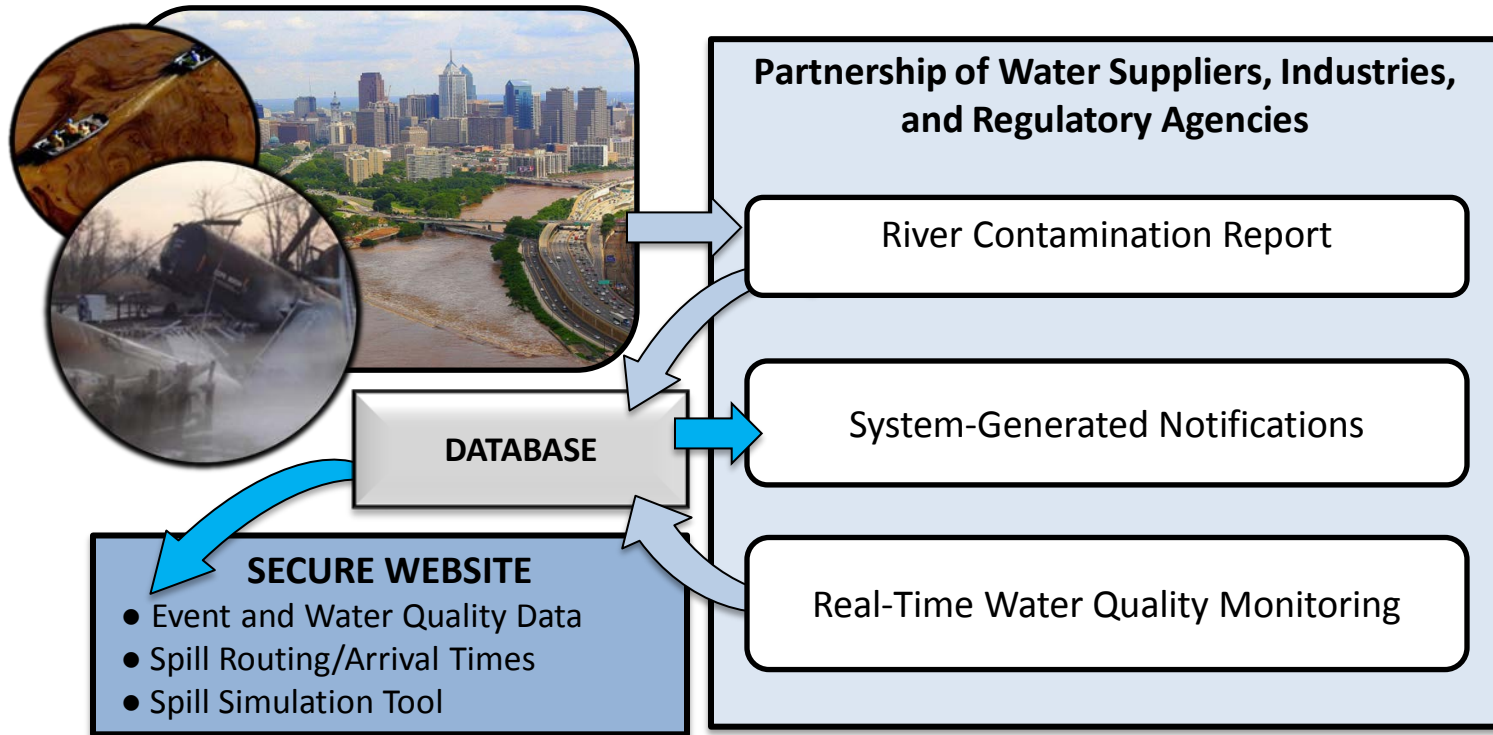 Partnership of Water Suppliers, Industries,
and Regulatory Agencies
River Contamination Report
System-Generated Notifications
Real-Time Water Quality Monitoring
DATABASE
SECURE WEBSITE
● Event and Water Quality Data
● Spill Routing/Arrival Times
● Spill Simulation Tool